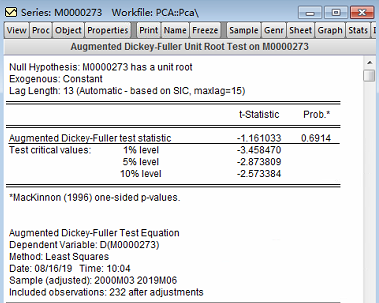 Series: M0000273 Workfile: PCA::Pca\
View Proc Object Properties Print Name Freeze Sample Genr Sheet Graph Stats
Augmented Dickey-Fuller Unit Root Test on M0000273
Null Hypothesis: M0000273 has a unit root
Exogenous: Constant
Lag Length: 13 (Automatic - based on SIC, maxlag=15)
t-Statistic Prob.*
Augmented Dickey-Fuller test statistic -1.161033 0.6914
Test critical values: 1% level -3.458470
5% level -2.873809
10% level -2.573384
*MacKinnon (1996) one-sided p-values.
Augmented Dickey-Fuller Test Equation
Dependent Variable: D(M0000273)
Method: Least Squares
Date: 08/16/19 Time: 10:04
Sample (adjusted): 2000M03 2019M06
Included observations: 232 after adjustments